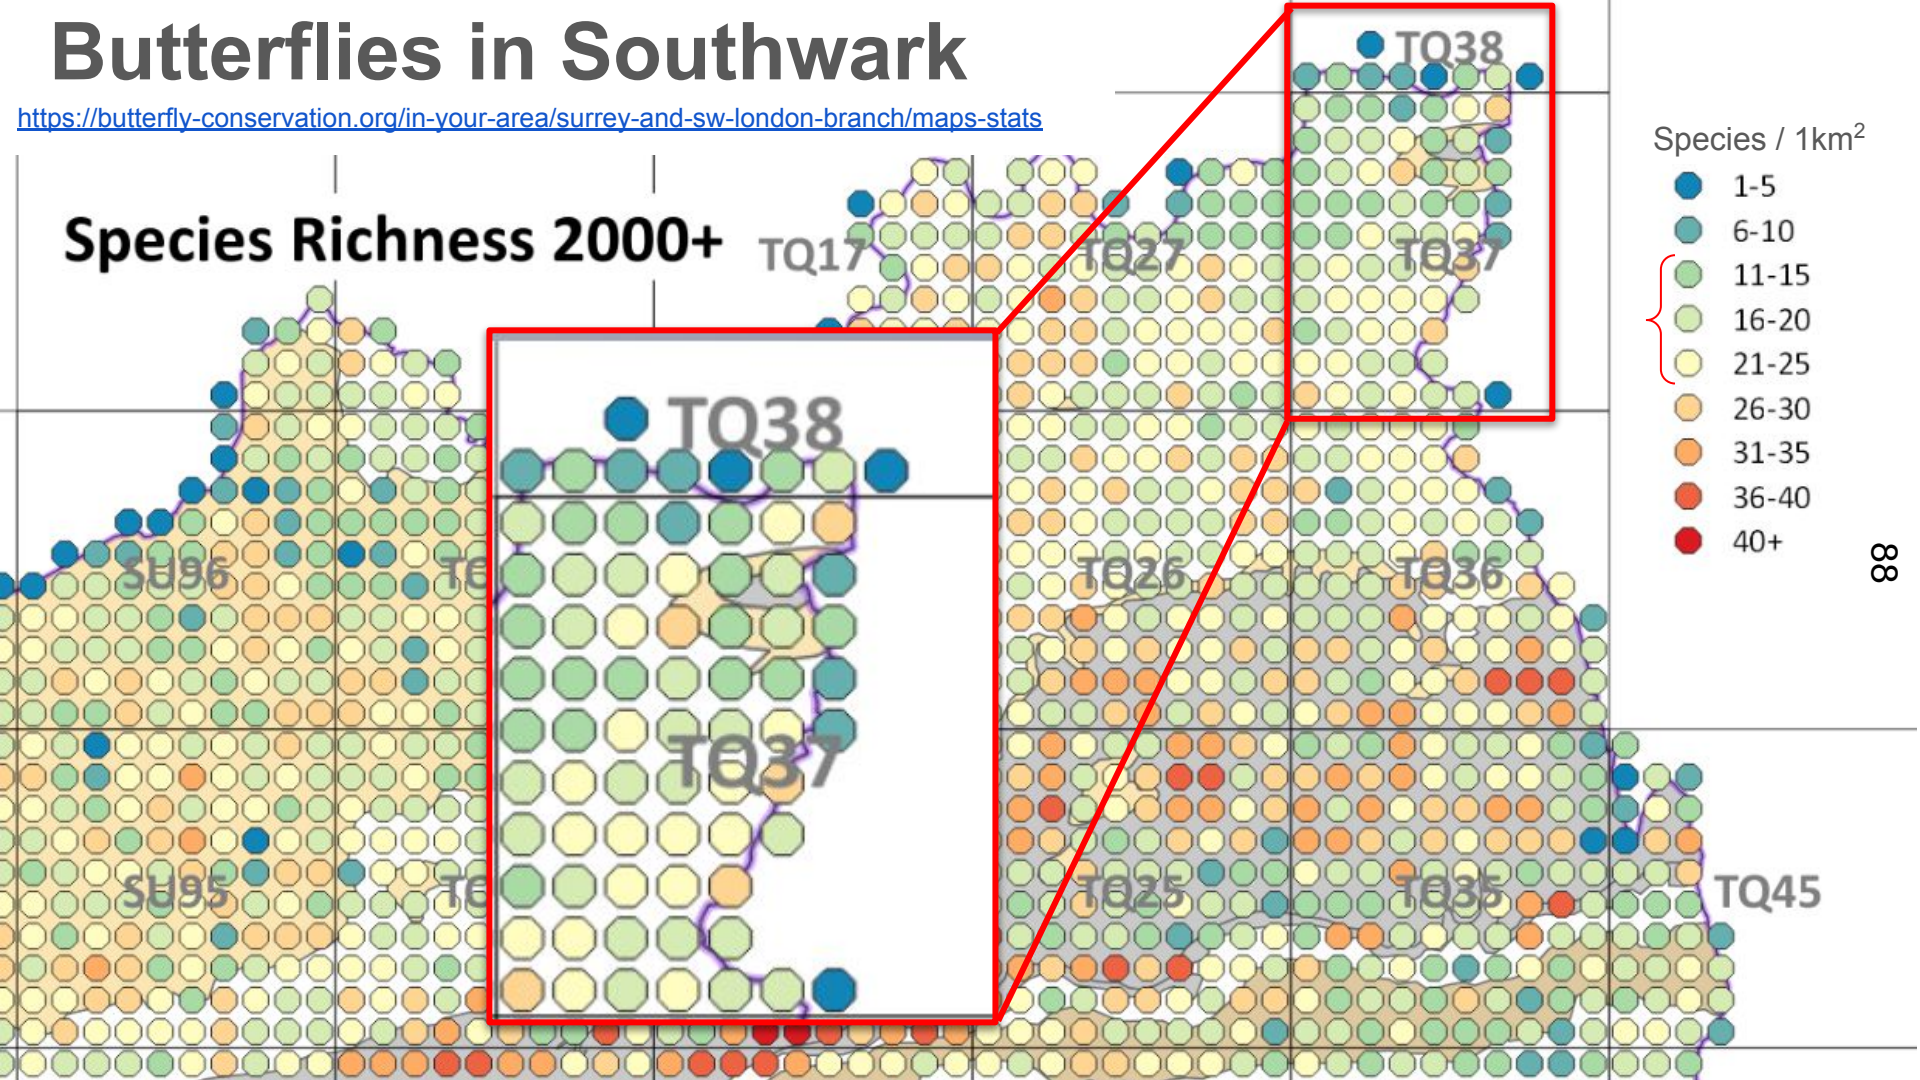 Butterflies in Southwark
https://butterfly-conservation.org/in-your-area/surrey-and-sw-london-branch/maps-stats
Species Richness 2000+
TQ38
TQ17
TQ27
TQ37
Species / 1km²
1-5
6-10
11-15
16-20
21-25
26-30
31-35
36-40
40+
88
TQ38
TQ37
SU96
TQ26
TQ36
SU95
TQ25
TQ35
TQ45